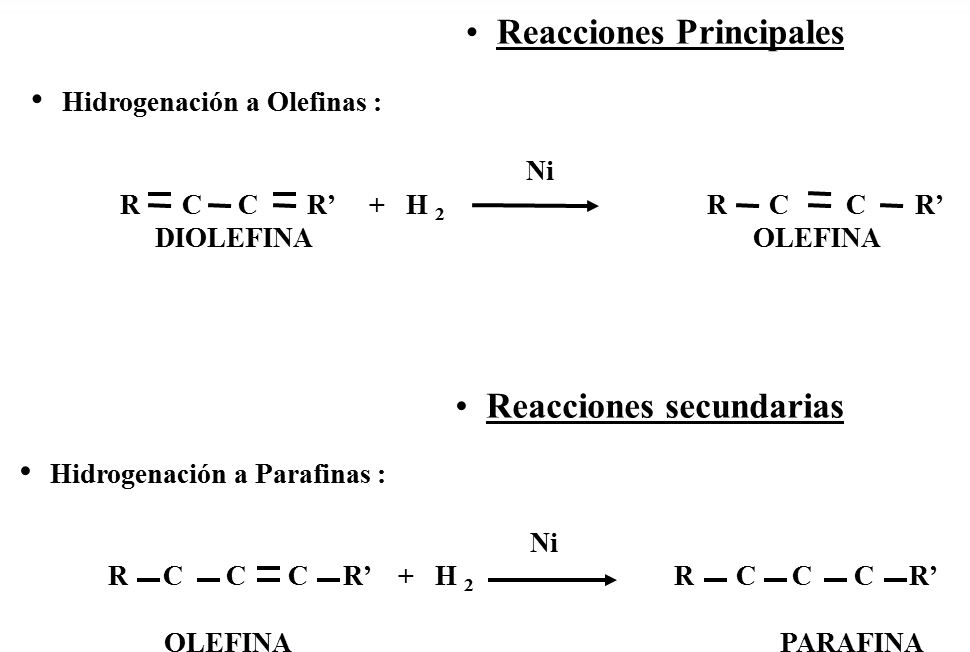 • Reacciones Principales
• Hidrogenación a Olefinas :
Ni
R = C — C = R’ + H 2 → R — C = C — R’
DIOLEFINA OLEFINA
• Reacciones secundarias
• Hidrogenación a Parafinas :
Ni
R — C — C = C — R’ + H 2 → R — C — C — C — R’
OLEFINA PARAFINA